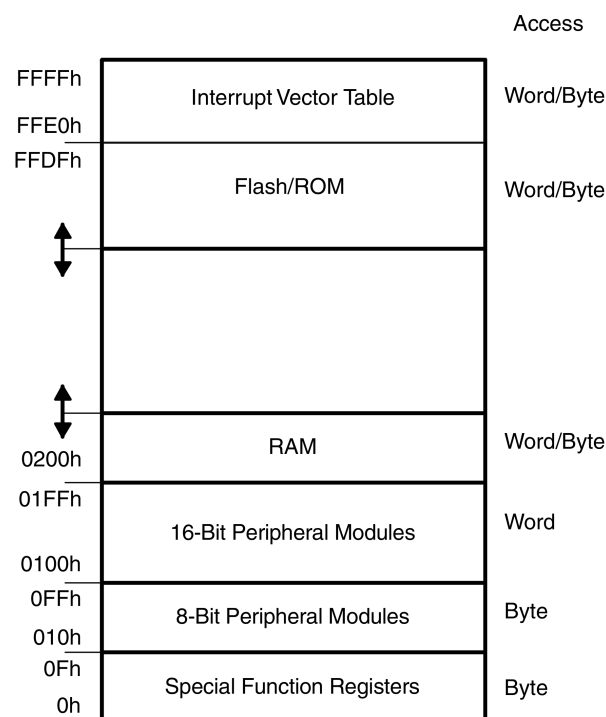 Access
FFFFh
Interrupt Vector Table
Word/Byte
FFE0h
FFDFh
Flash/ROM
Word/Byte
RAM
Word/Byte
0200h
01FFh
16-Bit Peripheral Modules
Word
0100h
0FFh
8-Bit Peripheral Modules
Byte
010h
0Fh
Special Function Registers
Byte
0h